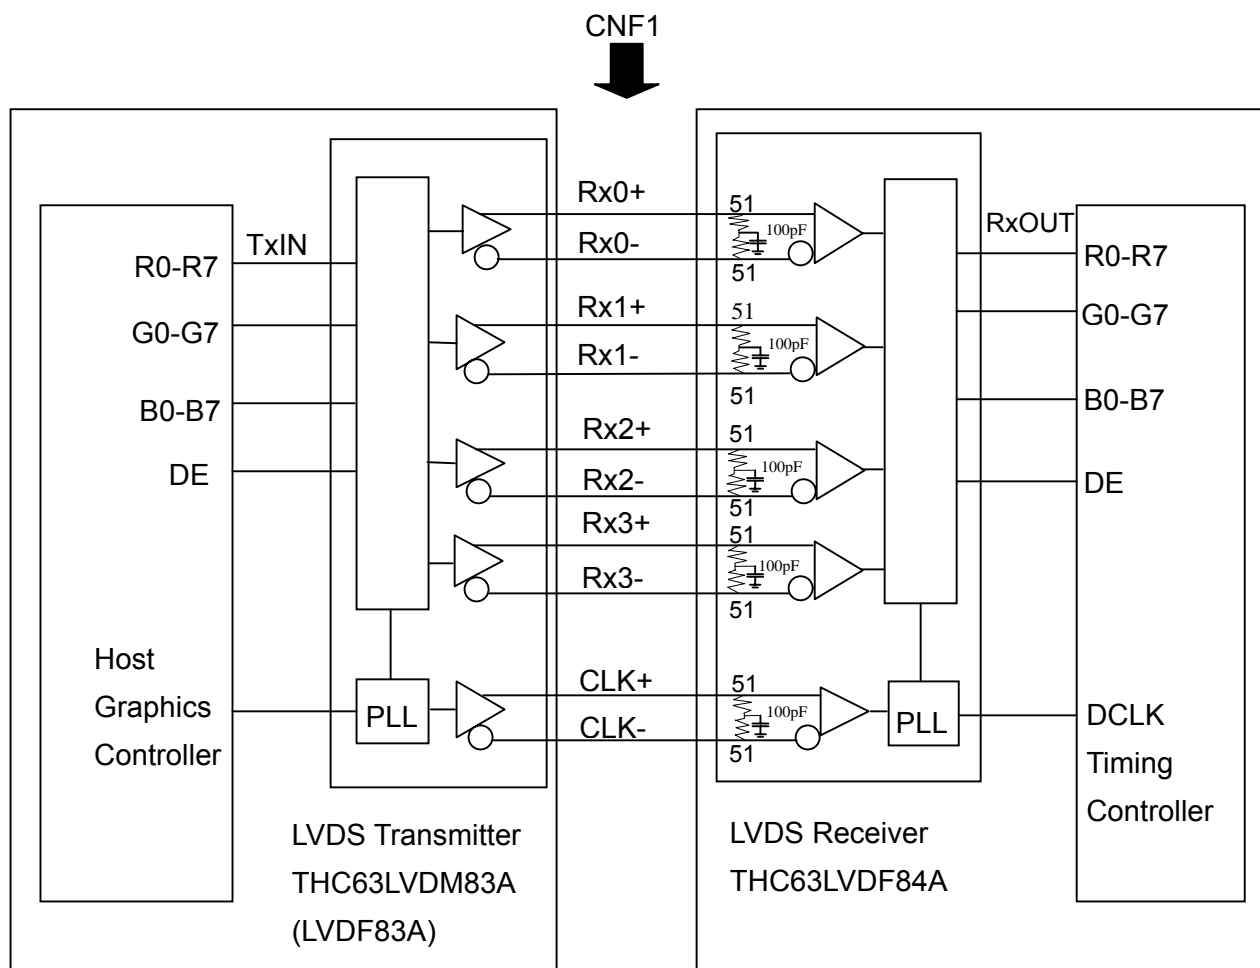 CNF1
TxIN
R0-R7
G0-G7
B0-B7
DE
Host
Graphics
Controller
PLL
LVDS Transmitter
THC63LVDM83A
(LVDF83A)
Rx0+
Rx0-
Rx1+
Rx1-
Rx2+
Rx2-
Rx3+
Rx3-
CLK+
CLK-
51
100pF
51
51
100pF
51
51
100pF
51
51
100pF
51
51
100pF
51
PLL
LVDS Receiver
THC63LVDF84A
RxOUT
R0-R7
G0-G7
B0-B7
DE
DCLK
Timing
Controller